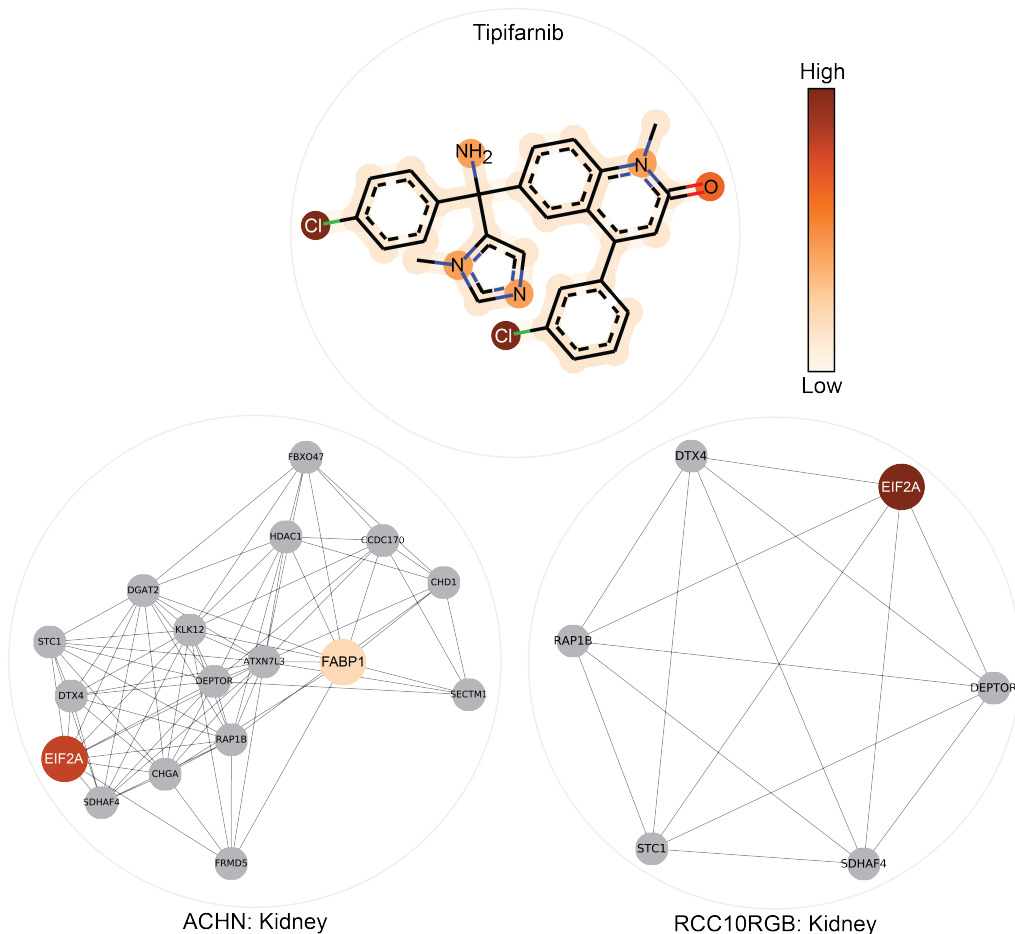 Tipifarnib
High
NH2
N
O
Cl
N
N
Cl
Low
FBXO47
HDAC1
CCDC170
CHD1
DGAT2
KLK12
STC1
ATXN7L3
FABP1
DEPTOR
DTX4
SECTM1
RAP1B
EIF2A
CHGA
SDHAF4
FRMD5
ACHN: Kidney
DTX4
EIF2A
RAP1B
DEPTOR
STC1
SDHAF4
RCC10RGB: Kidney